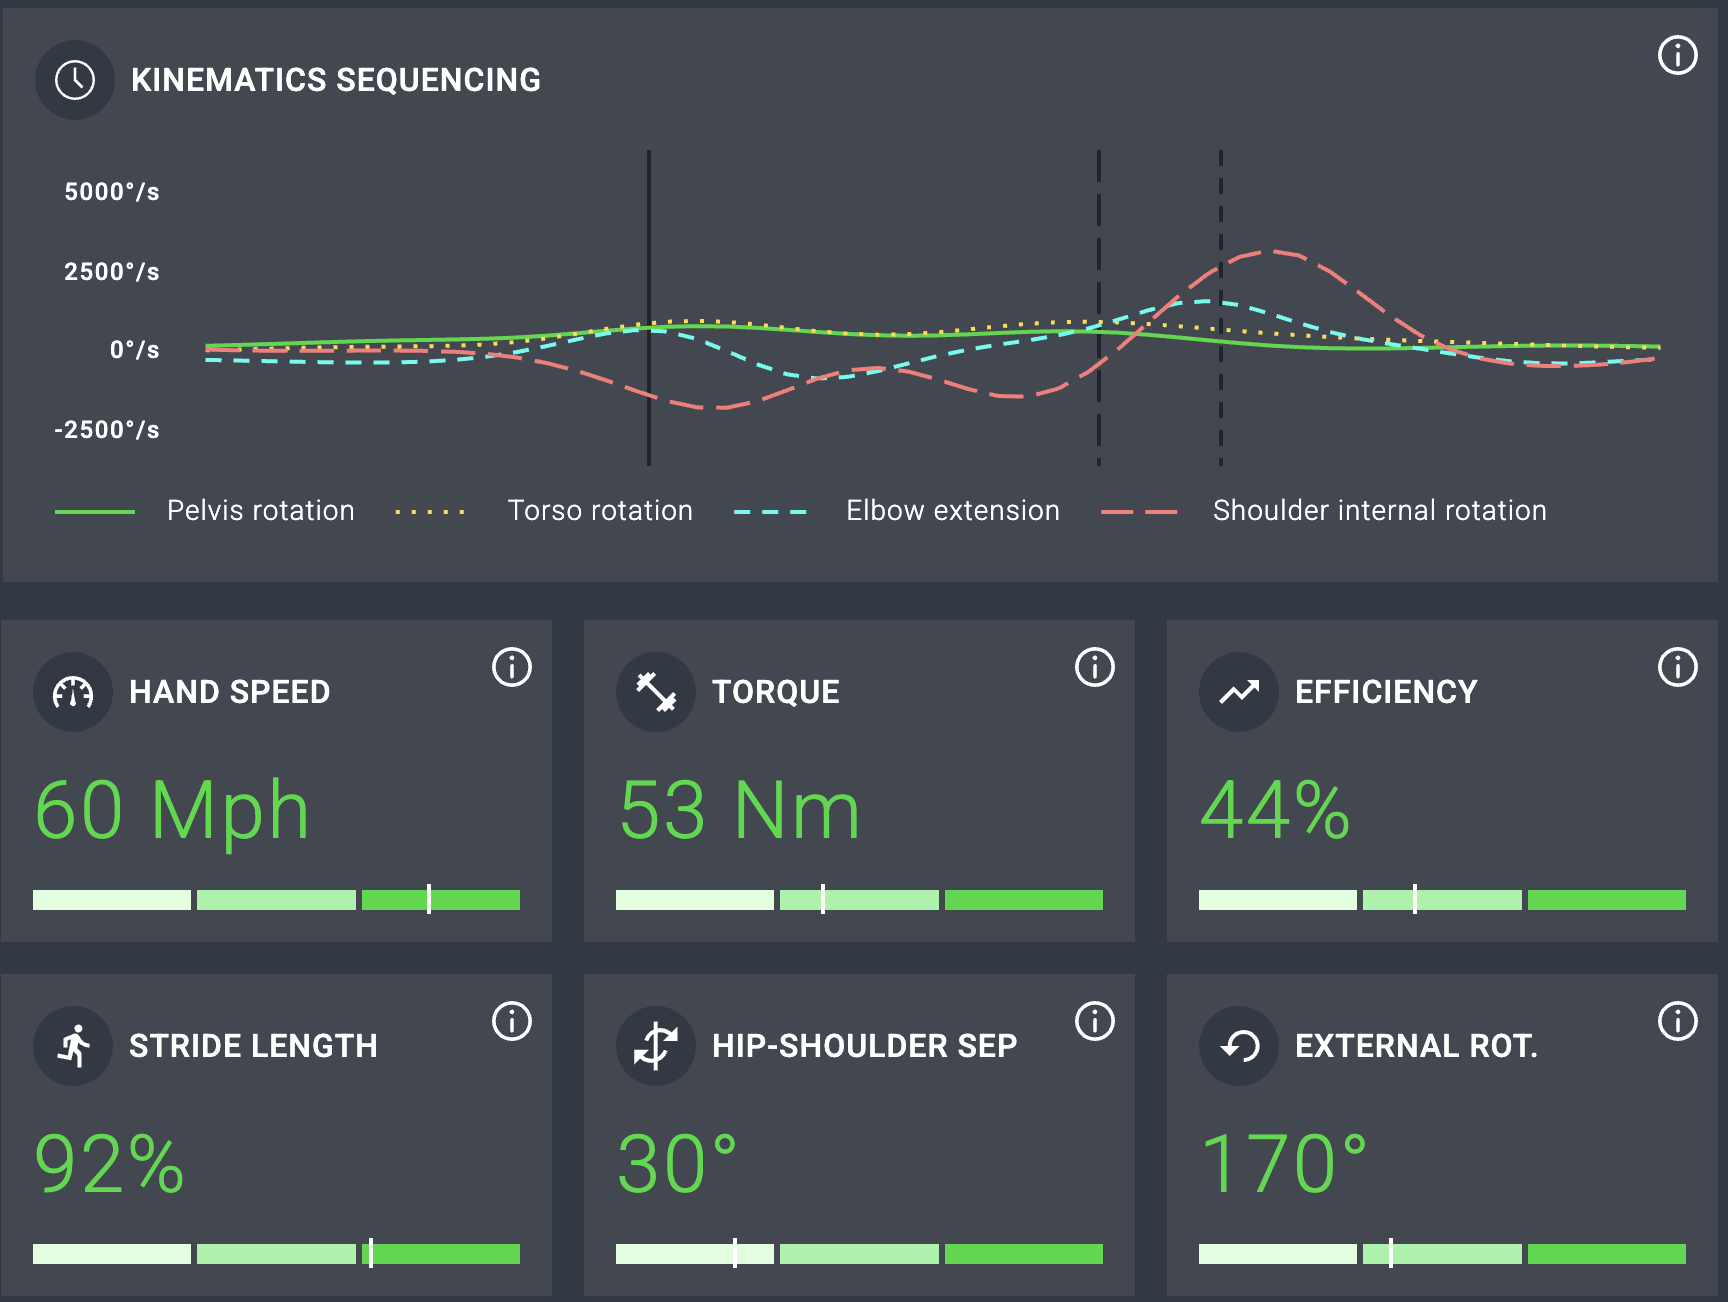 KINEMATICS SEQUENCING
5000°/s
2500°/s
0°/s
-2500°/s
Pelvis rotation Torso rotation Elbow extension Shoulder internal rotation
HAND SPEED
60 Mph
TORQUE
53 Nm
EFFICIENCY
44%
STRIDE LENGTH
92%
HIP-SHOULDER SEP
30°
EXTERNAL ROT.
170°